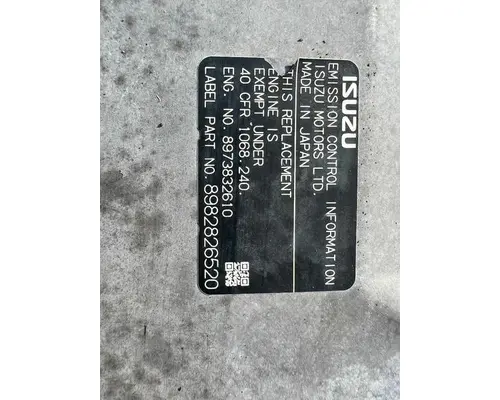 ISUZU
EMISSION CONTROL INFORMATION
ISUZU MOTORS LTD.
MADE IN JAPAN
THIS REPLACEMENT
ENGINE IS
EXEMPT UNDER
40 CFR 1068.240.
ENG. NO. 8973832610
LABEL PART NO. 8982826520